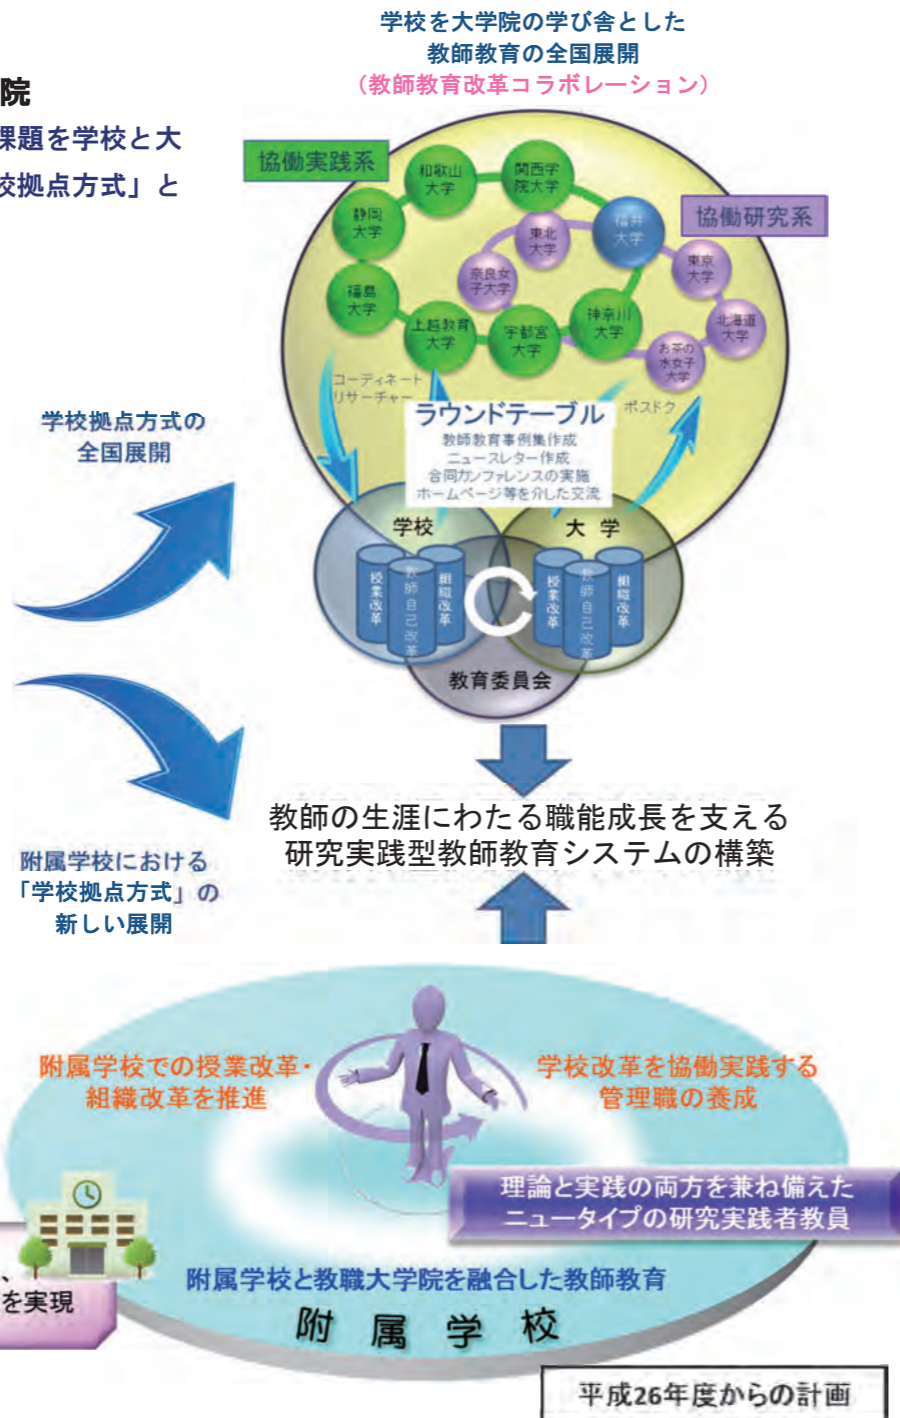 学校を大学院の学び舎とした
教師教育の全国展開
（教師教育改革コラボレーション）
院
課題を学校と大
校拠点方式」と
協働実践系
和歌山
大学
関西学
院大学
静岡
大学
東北
大学
福井
大学
協働研究系
奈良女
子大学
東京
大学
福島
大学
上越教育
大学
宇都宮
大学
神奈川
大学
北海道
大学
お茶の
水女子
大学
コーディネート
リサーチャー
ポスドク
ラウンドテーブル
教師教育事例集作成
ニュースレター作成
合同カンファレンスの実施
ホームページ等を介した交流
学校拠点方式の
全国展開
学校
大学
授業改革
教師自己改革
組織改革
授業改革
教師自己改革
組織改革
教育委員会
教師の生涯にわたる職能成長を支える
研究実践型教師教育システムの構築
附属学校における
「学校拠点方式」の
新しい展開
附属学校での授業改革・
組織改革を推進
学校改革を協働実践する
管理職の養成
理論と実践の両方を兼ね備えた
ニュータイプの研究実践者教員
、
を実現
附属学校と教職大学院を融合した教師教育
附属学校
平成26年度からの計画